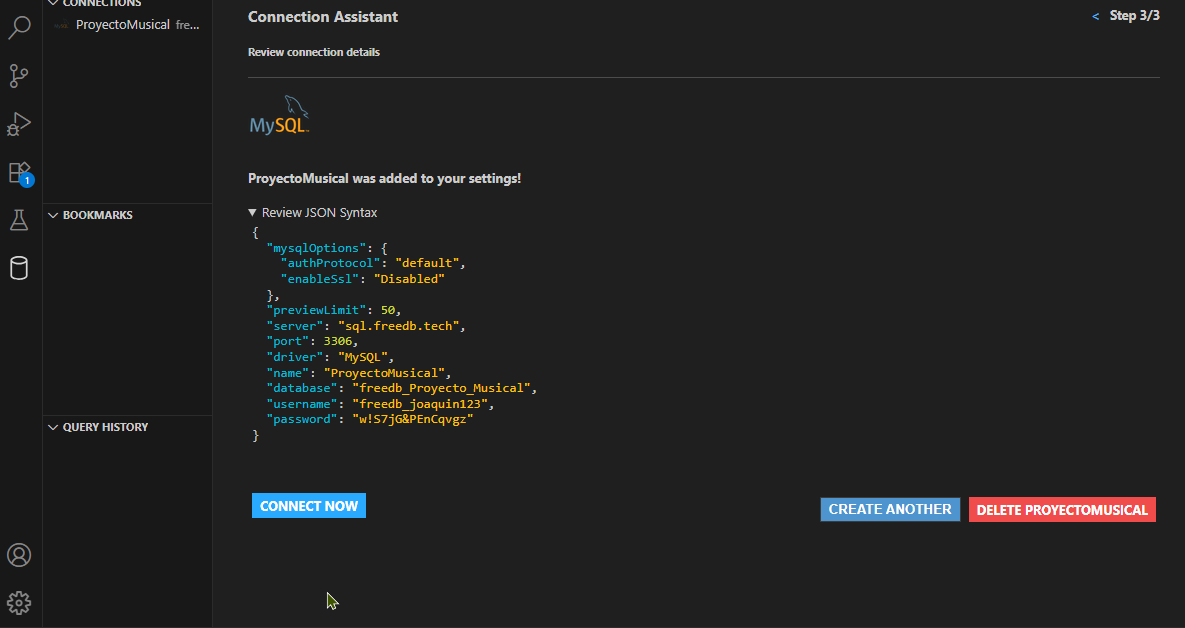 CONNECTIONS
ProyectoMusical fre...
1
BOOKMARKS
QUERY HISTORY
Connection Assistant
< Step 3/3
Review connection details
MySQL
ProyectoMusical was added to your settings!
▼ Review JSON Syntax
{
"mysqlOptions": {
"authProtocol": "default",
"enableSsl": "Disabled"
},
"previewLimit": 50,
"server": "sql.freedb.tech",
"port": 3306,
"driver": "MySQL",
"name": "ProyectoMusical",
"database": "freedb_Proyecto_Musical",
"username": "freedb_joaquin123",
"password": "w!S7jG&PEnCqvgz"
}
CONNECT NOW
CREATE ANOTHER
DELETE PROYECTOMUSICAL